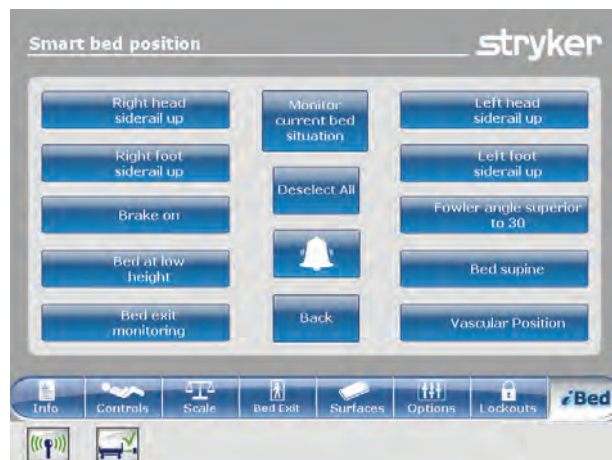 Smart bed position
stryker
Right head
siderail up
Monitor
current bed
situation
Left head
siderail up
Right foot
siderail up
Deselect All
Left foot
siderail up
Brake on
Fowler angle superior
to 30
Bed at low
height
Bed supine
Bed exit
monitoring
Back
Vascular Position
Info
Controls
Scale
Bed Exit
Surfaces
Options
Lockouts
iBed